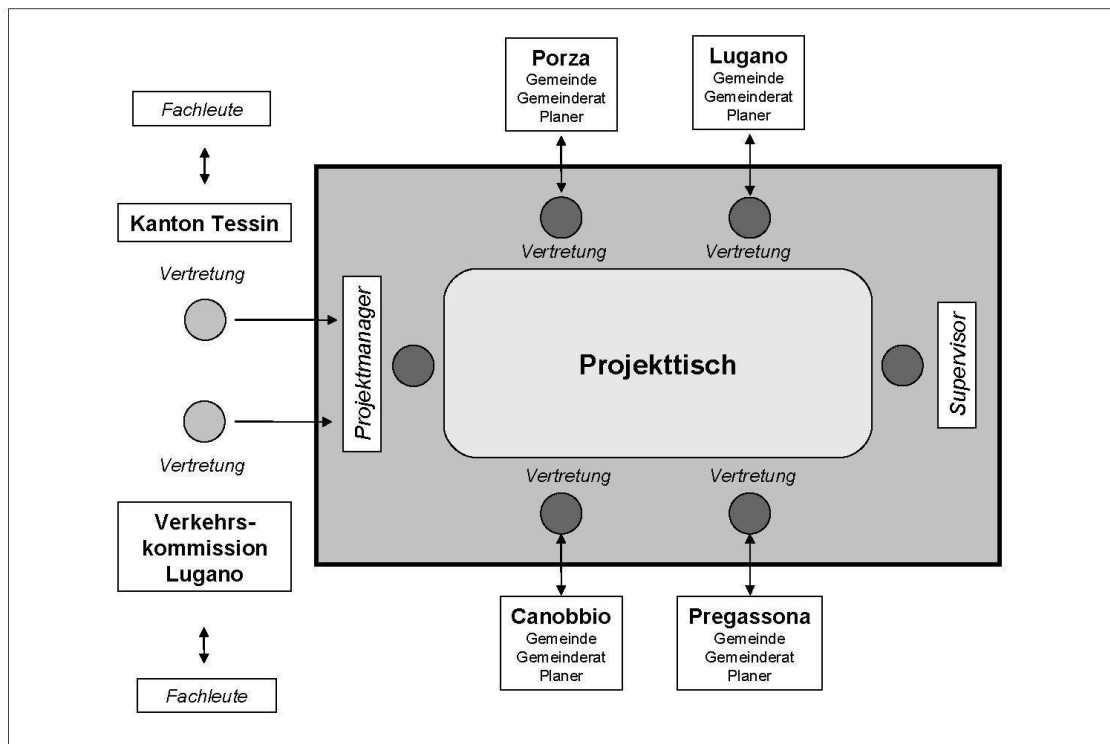 Porza
Gemeinde
Gemeinderat
Planer
Lugano
Gemeinde
Gemeinderat
Planer
Fachleute
Kanton Tessin
Vertretung
Vertretung
Vertretung
Projektmanager
Projekttisch
Supervisor
Vertretung
Vertretung
Vertretung
Verkehrs-
kommission
Lugano
Fachleute
Canobbio
Gemeinde
Gemeinderat
Planer
Pregassona
Gemeinde
Gemeinderat
Planer